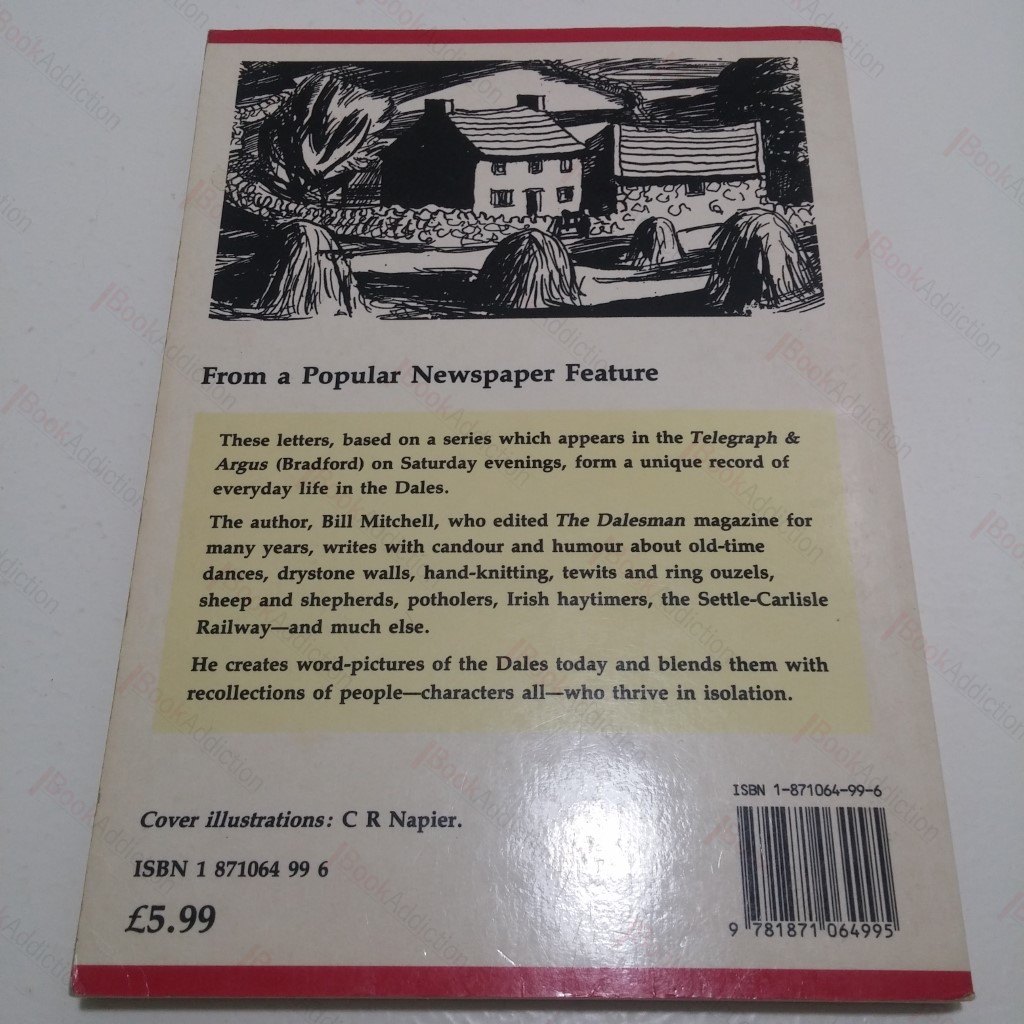 From a Popular Newspaper Feature
These letters, based on a series which appears in the Telegraph &
Argus (Bradford) on Saturday evenings, form a unique record of
everyday life in the Dales.
The author, Bill Mitchell, who edited The Dalesman magazine for
many years, writes with candour and humour about old-time
dances, drystone walls, hand-knitting, tewits and ring ouzels,
sheep and shepherds, potholers, Irish haytimers, the Settle-Carlisle
Railway—and much else.
He creates word-pictures of the Dales today and blends them with
recollections of people—characters all—who thrive in isolation.
ISBN 1-871064-99-6
Cover illustrations: C R Napier.
ISBN 1 871064 99 6
£5.99
9 781871 064995
BookAddiction